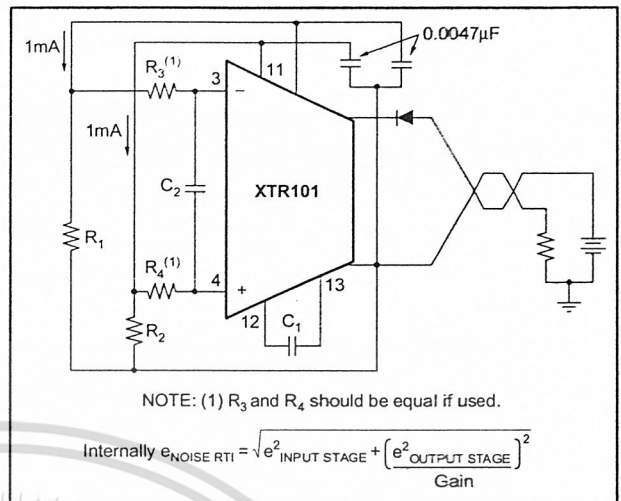 1mA
0.0047µF
R3(1)
11
3
−
1mA
C2
XTR101
R1
R4(1)
4
+
13
12
C1
R2
NOTE: (1) R3 and R4 should be equal if used.
Internally eNOISE RTI = √e²INPUT STAGE + (e²OUTPUT STAGE / Gain)²